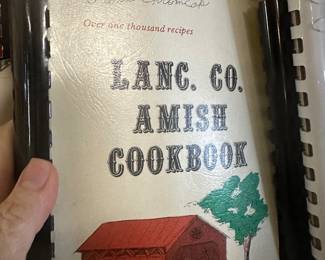 Over one thousand recipes
LANC. CO.
AMISH
COOKBOOK